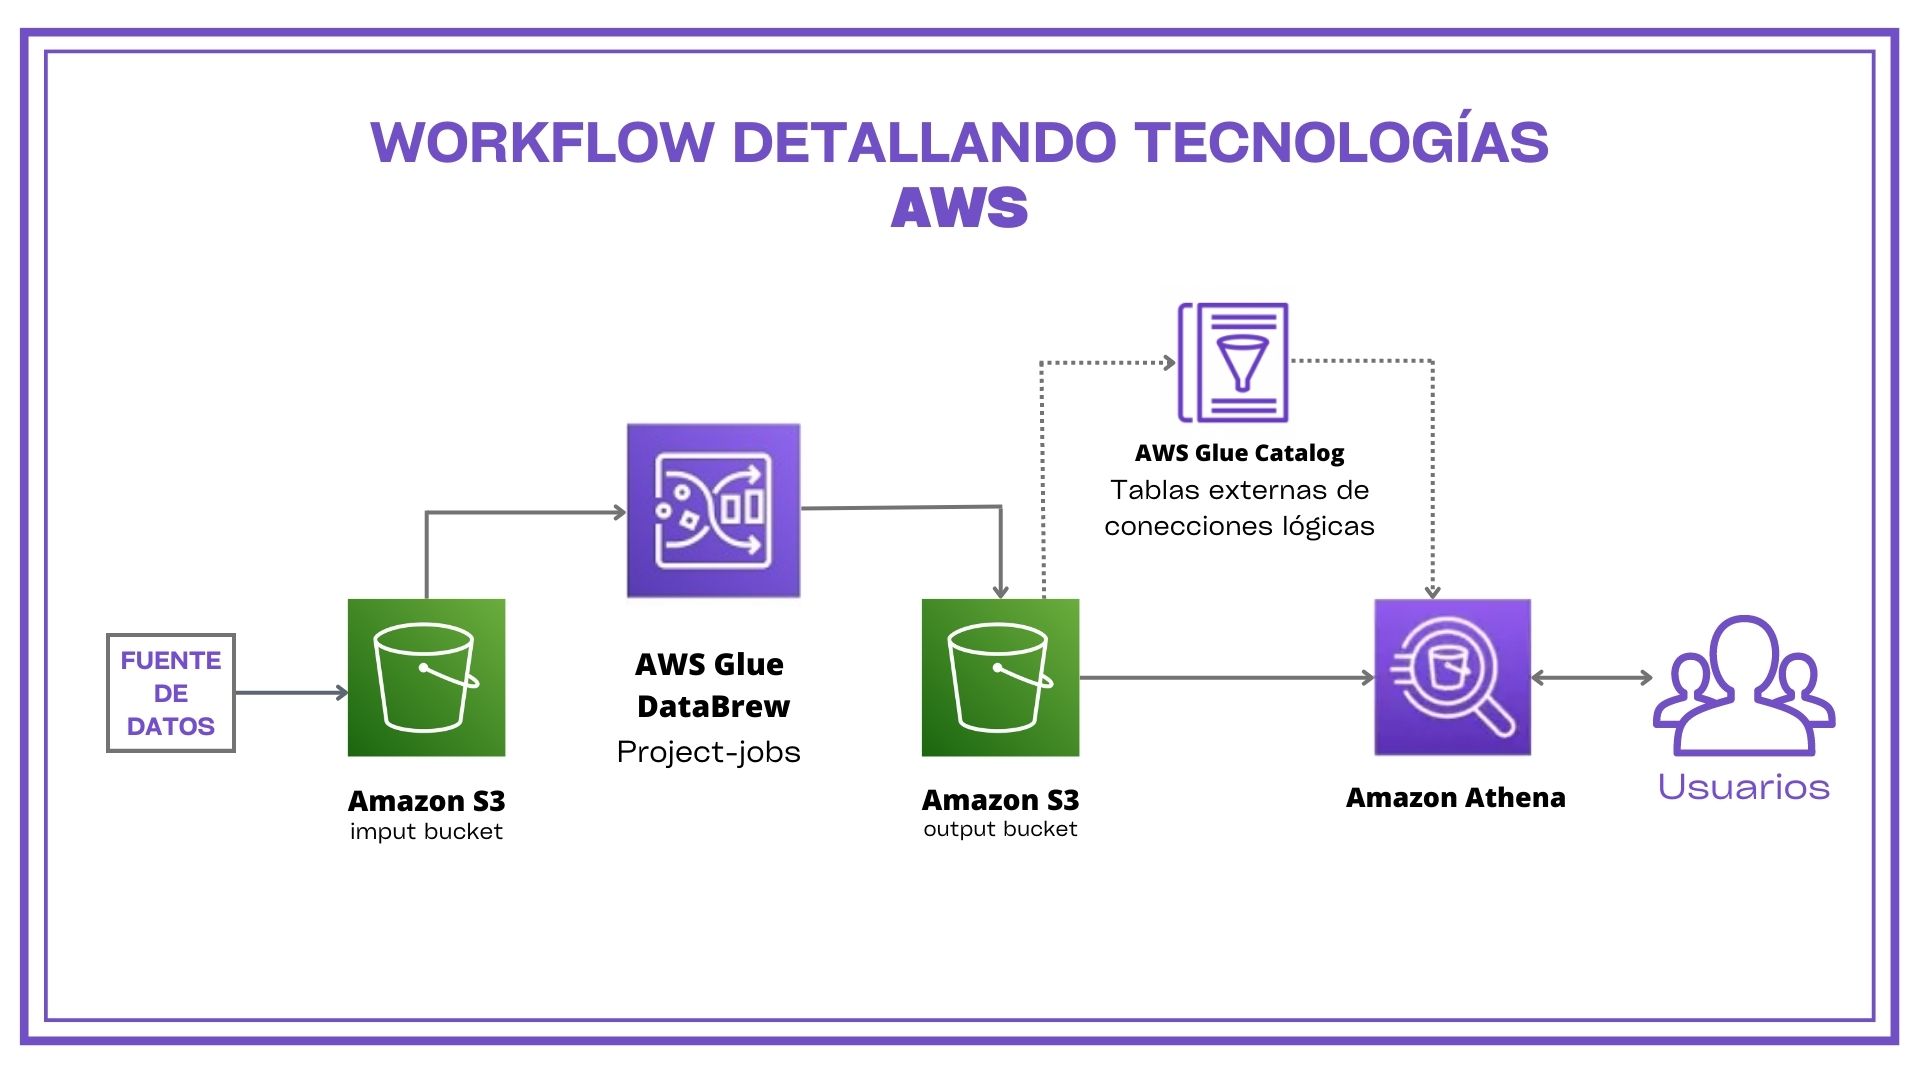 WORKFLOW DETALLANDO TECNOLOGÍAS
AWS
AWS Glue Catalog
Tablas externas de
conecciones lógicas
FUENTE
DE
DATOS
AWS Glue
DataBrew
Project-jobs
Amazon S3
imput bucket
Amazon S3
output bucket
Amazon Athena
Usuarios